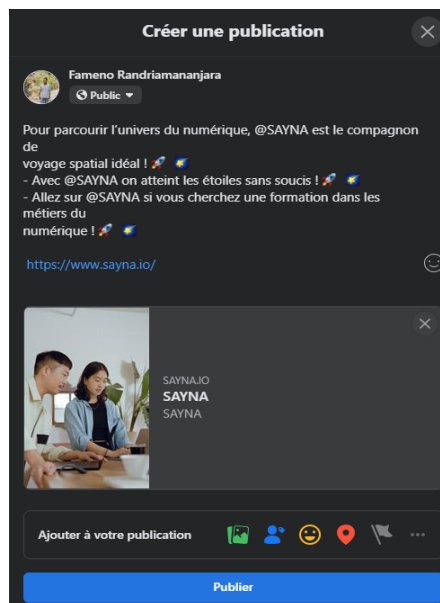 Créer une publication
Fameno Randriamananjara
Public
Pour parcourir l'univers du numérique, @SAYNA est le compagnon
de
voyage spatial idéal ! 🚀 🌠
- Avec @SAYNA on atteint les étoiles sans soucis ! 🚀 🌠
- Allez sur @SAYNA si vous cherchez une formation dans les
métiers du
numérique ! 🚀 🌠
https://www.sayna.io/
SAYNA.IO
SAYNA
SAYNA
Ajouter à votre publication
Publier